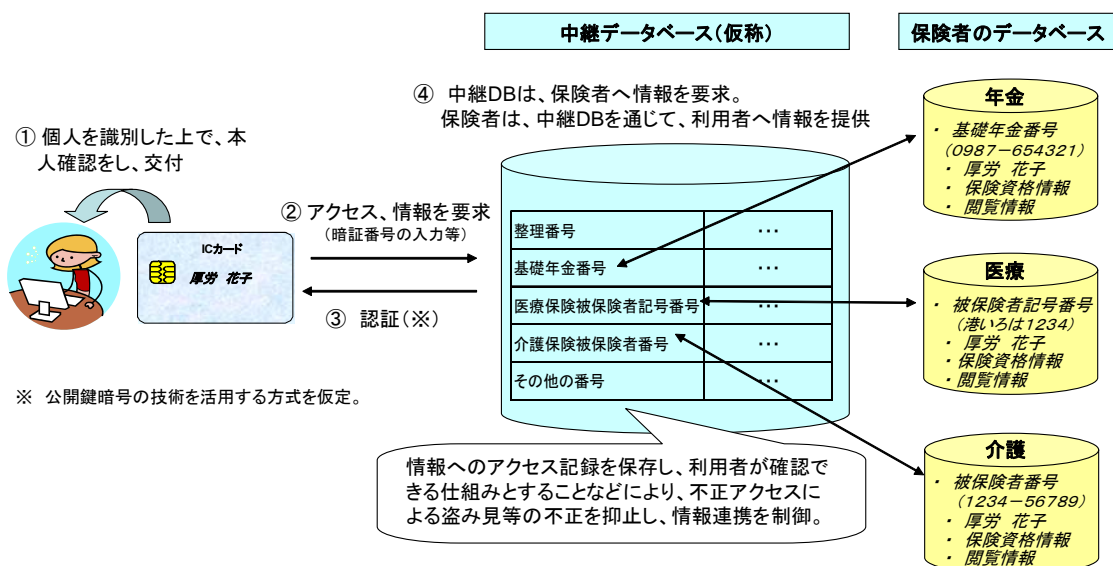 中継データベース(仮称)
保険者のデータベース
④ 中継DBは、保険者へ情報を要求。
保険者は、中継DBを通じて、利用者へ情報を提供
① 個人を識別した上で、本
人確認をし、交付
② アクセス、情報を要求
(暗証番号の入力等)
ICカード
厚労 花子
③ 認証(※)
※ 公開鍵暗号の技術を活用する方式を仮定。
整理番号 …
基礎年金番号 …
医療保険被保険者記号番号 …
介護保険被保険者番号 …
その他の番号 …
情報へのアクセス記録を保存し、利用者が確認で
きる仕組みとすることなどにより、不正アクセスに
よる盗み見等の不正を抑止し、情報連携を制御。
年金
・ 基礎年金番号
(0987-654321)
・ 厚労 花子
・ 保険資格情報
・ 閲覧情報
医療
・ 被保険者記号番号
(港いろは1234)
・ 厚労 花子
・保険資格情報
・閲覧情報
介護
・ 被保険者番号
(1234-56789)
・ 厚労 花子
・ 保険資格情報
・ 閲覧情報